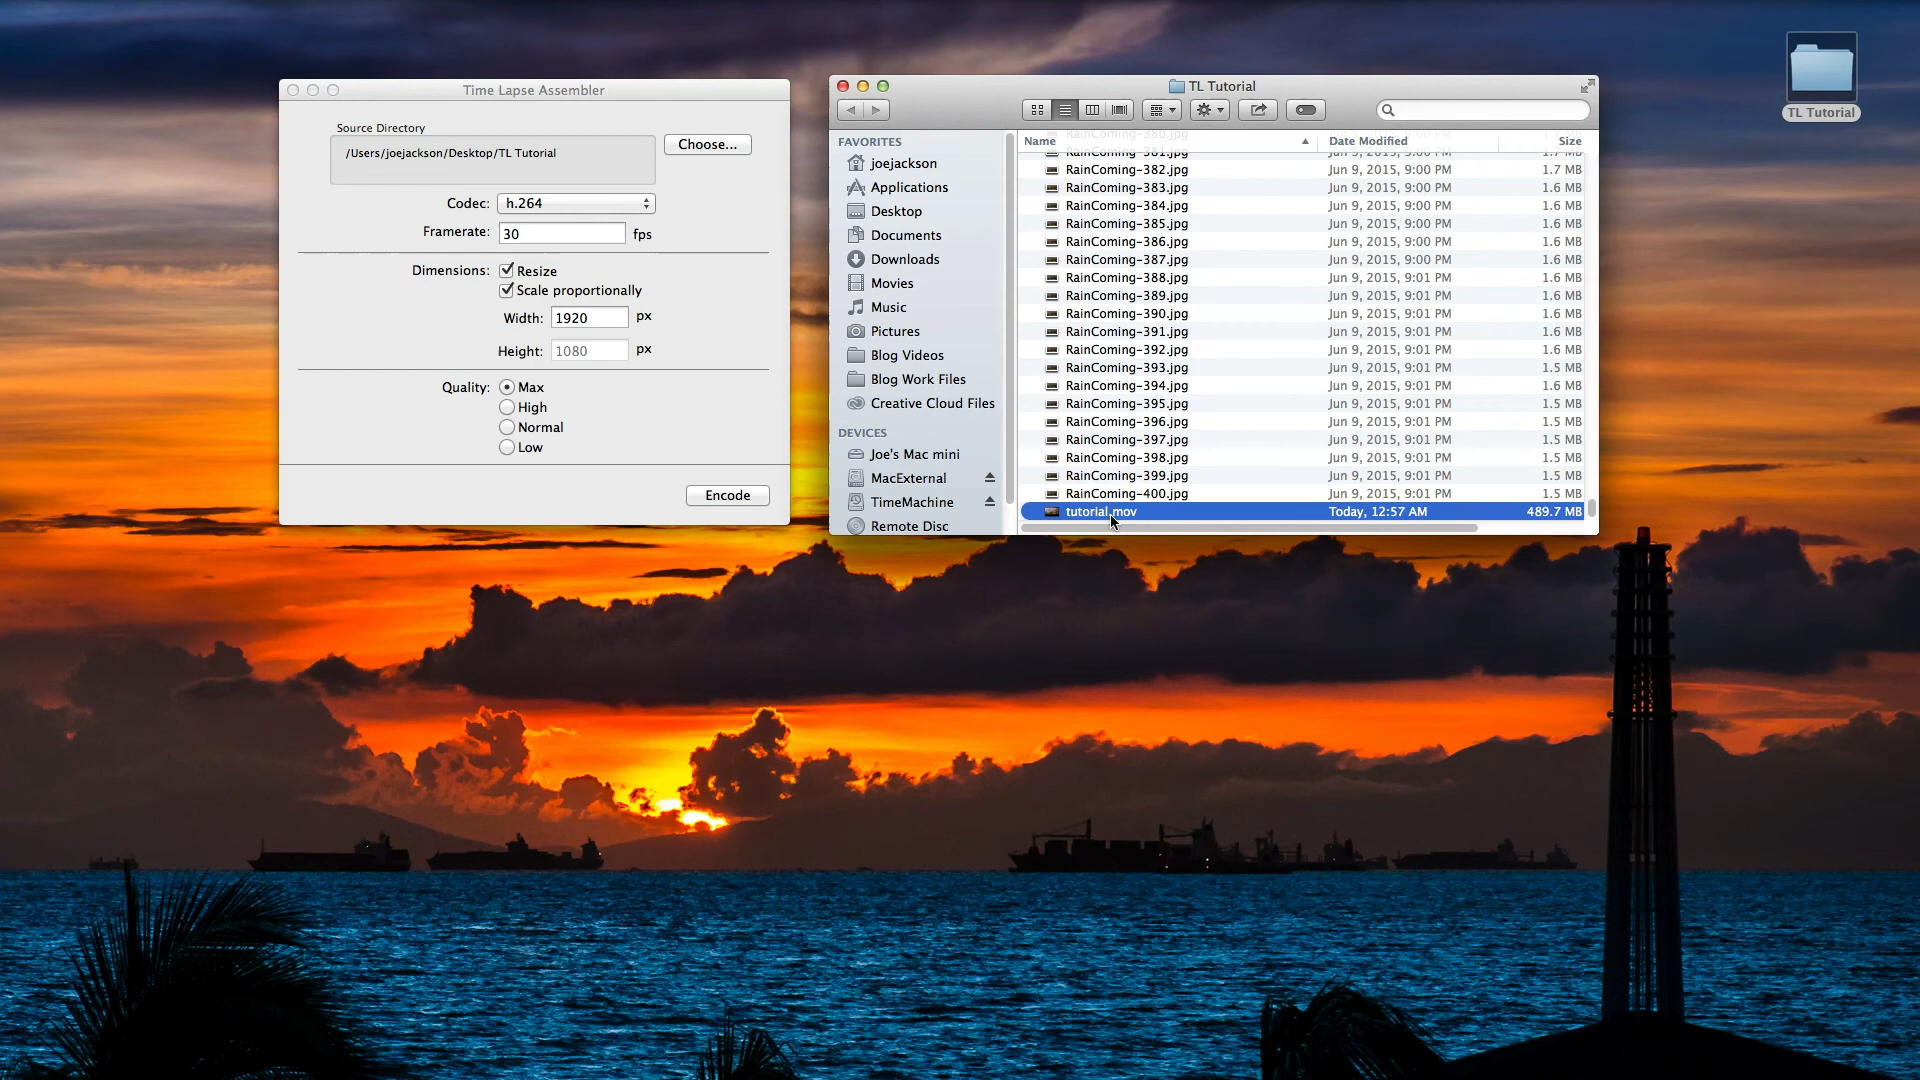 Time Lapse Assembler
Source Directory
/Users/joejackson/Desktop/TL Tutorial
Choose...
Codec: h.264
Framerate: 30 fps
Dimensions: Resize
Scale proportionally
Width: 1920 px
Height: 1080 px
Quality: Max
High
Normal
Low
Encode
TL Tutorial
FAVORITES
joejackson
Applications
Desktop
Documents
Downloads
Movies
Music
Pictures
Blog Videos
Blog Work Files
Creative Cloud Files
DEVICES
Joe's Mac mini
MacExternal
TimeMachine
Remote Disc
Name Date Modified Size
RainComing-380.jpg
RainComing-381.jpg Jun 9, 2015, 9:00 PM 1.7 MB
RainComing-382.jpg Jun 9, 2015, 9:00 PM 1.7 MB
RainComing-383.jpg Jun 9, 2015, 9:00 PM 1.6 MB
RainComing-384.jpg Jun 9, 2015, 9:00 PM 1.6 MB
RainComing-385.jpg Jun 9, 2015, 9:00 PM 1.6 MB
RainComing-386.jpg Jun 9, 2015, 9:00 PM 1.6 MB
RainComing-387.jpg Jun 9, 2015, 9:00 PM 1.6 MB
RainComing-388.jpg Jun 9, 2015, 9:01 PM 1.6 MB
RainComing-389.jpg Jun 9, 2015, 9:01 PM 1.6 MB
RainComing-390.jpg Jun 9, 2015, 9:01 PM 1.6 MB
RainComing-391.jpg Jun 9, 2015, 9:01 PM 1.6 MB
RainComing-392.jpg Jun 9, 2015, 9:01 PM 1.6 MB
RainComing-393.jpg Jun 9, 2015, 9:01 PM 1.5 MB
RainComing-394.jpg Jun 9, 2015, 9:01 PM 1.6 MB
RainComing-395.jpg Jun 9, 2015, 9:01 PM 1.5 MB
RainComing-396.jpg Jun 9, 2015, 9:01 PM 1.5 MB
RainComing-397.jpg Jun 9, 2015, 9:01 PM 1.5 MB
RainComing-398.jpg Jun 9, 2015, 9:01 PM 1.5 MB
RainComing-399.jpg Jun 9, 2015, 9:01 PM 1.5 MB
RainComing-400.jpg Jun 9, 2015, 9:01 PM 1.5 MB
tutorial.mov Today, 12:57 AM 489.7 MB
TL Tutorial